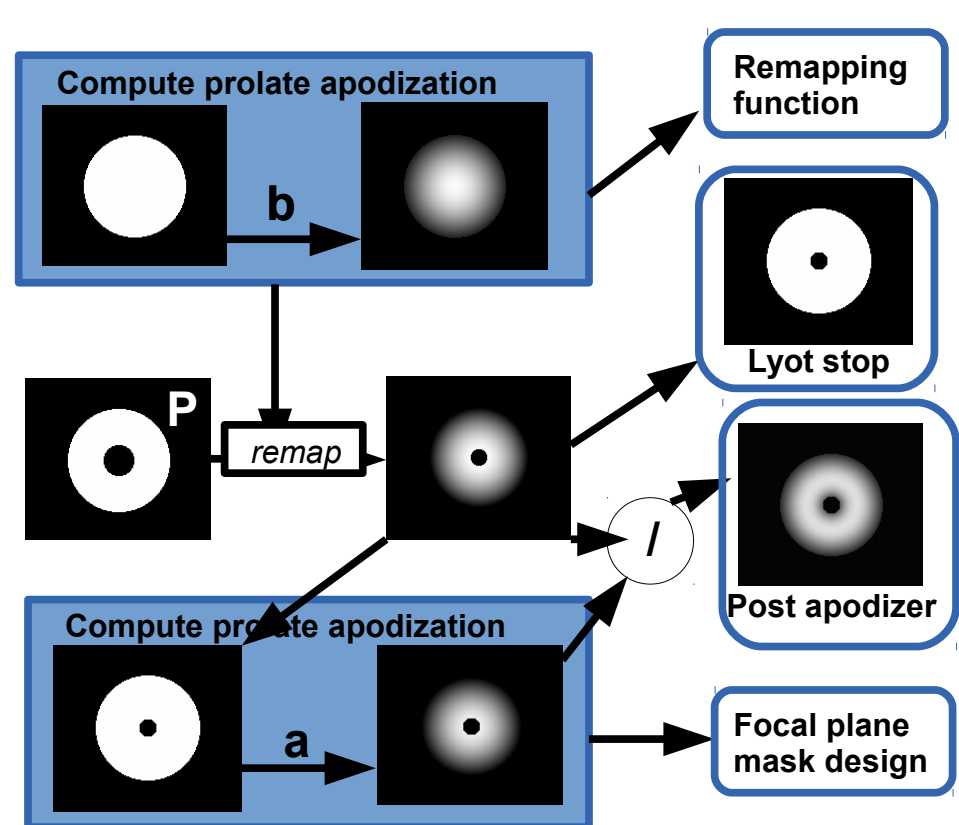 Compute prolate apodization
b
Remapping
function
Lyot stop
P
remap
/
Post apodizer
Compute prolate apodization
a
Focal plane
mask design